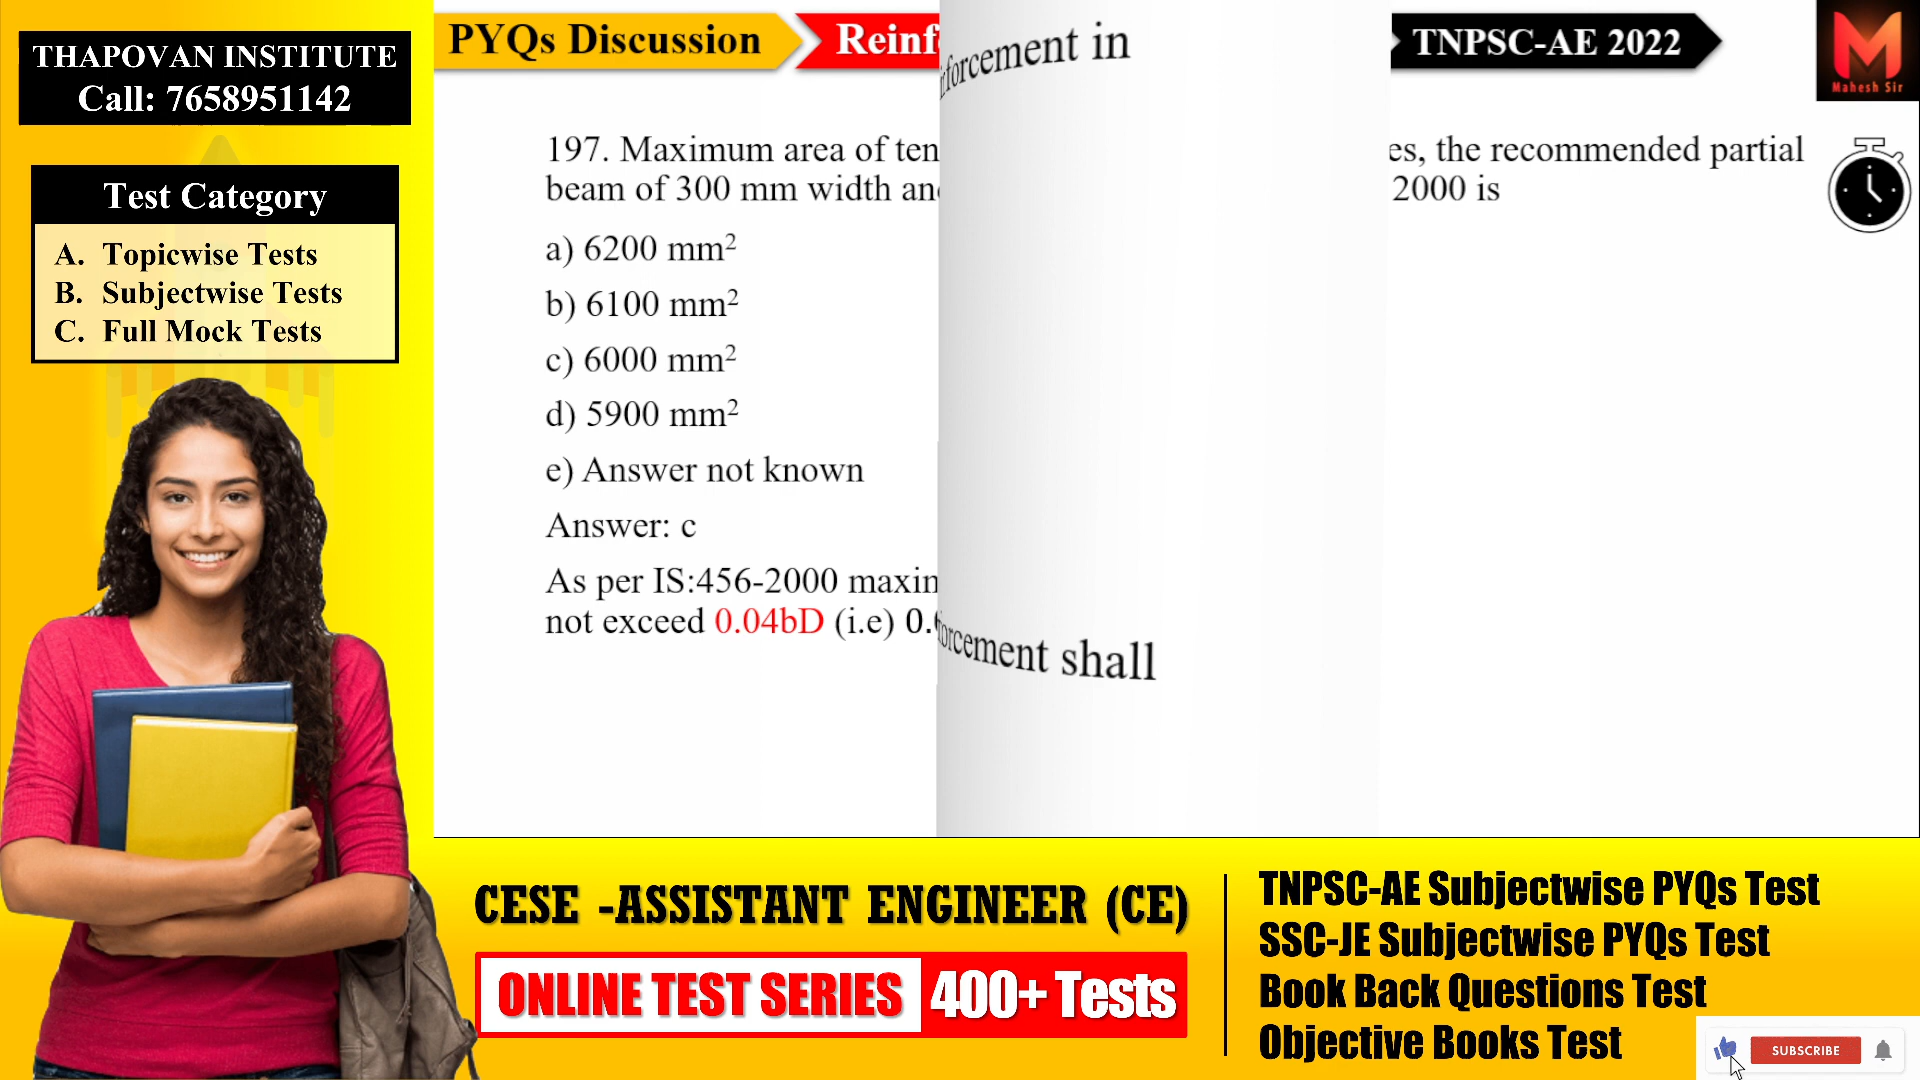 THAPOVAN INSTITUTE
Call: 7658951142
Test Category
A. Topicwise Tests
B. Subjectwise Tests
C. Full Mock Tests
PYQs Discussion
TNPSC-AE 2022
Mahesh Sir
forcement in
197. Maximum area of ten
es, the recommended partial
beam of 300 mm width an
2000 is
a) 6200 mm²
b) 6100 mm²
c) 6000 mm²
d) 5900 mm²
e) Answer not known
Answer: c
As per IS:456-2000 maxin
not exceed 0.04bD (i.e) 0.
orcement shall
CESE -ASSISTANT ENGINEER (CE)
ONLINE TEST SERIES 400+ Tests
TNPSC-AE Subjectwise PYQs Test
SSC-JE Subjectwise PYQs Test
Book Back Questions Test
Objective Books Test
SUBSCRIBE